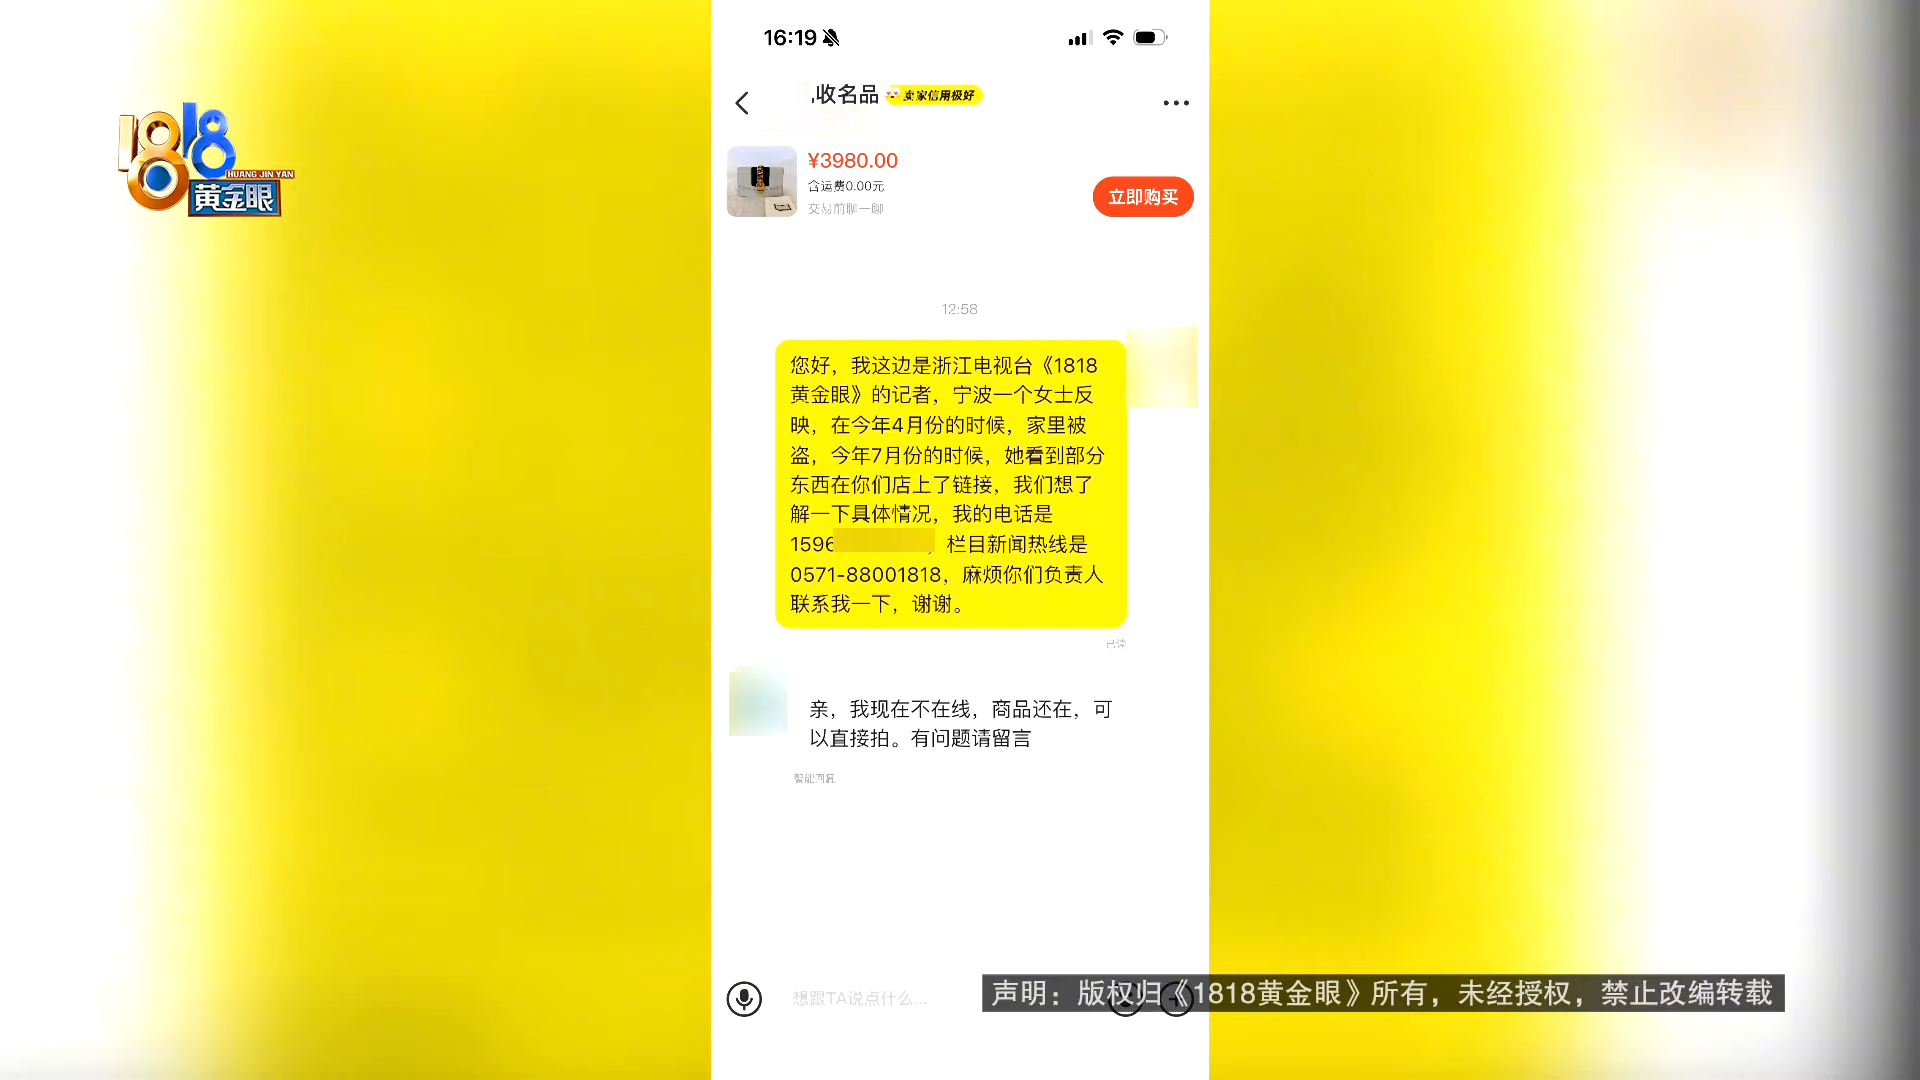 16:19
收名品
卖家信用极好
1818
HUANG JIN YAN
黄金眼
¥3980.00
含运费0.00元
交易前聊一聊
立即购买
12:58
您好，我这边是浙江电视台《1818
黄金眼》的记者，宁波一个女士反
映，在今年4月份的时候，家里被
盗，今年7月份的时候，她看到部分
东西在你们店上了链接，我们想了
解一下具体情况，我的电话是
1596 ，栏目新闻热线是
0571-88001818，麻烦你们负责人
联系我一下，谢谢。
已读
亲，我现在不在线，商品还在，可
以直接拍。有问题请留言
智能回复
想跟TA说点什么...
声明：版权归《1818黄金眼》所有，未经授权，禁止改编转载